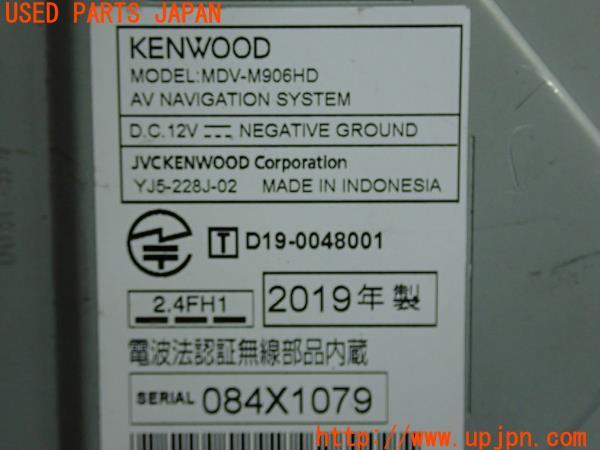 USED PARTS JAPAN
KENWOOD
MODEL:MDV-M906HD
AV NAVIGATION SYSTEM
D.C.12V NEGATIVE GROUND
JVCKENWOOD Corporation
YJ5-228J-02 MADE IN INDONESIA
T D19-0048001
2.4FH1
2019年製
電波法認証無線部品内蔵
SERIAL 084X1079
UPJ http://www.upjpn.com